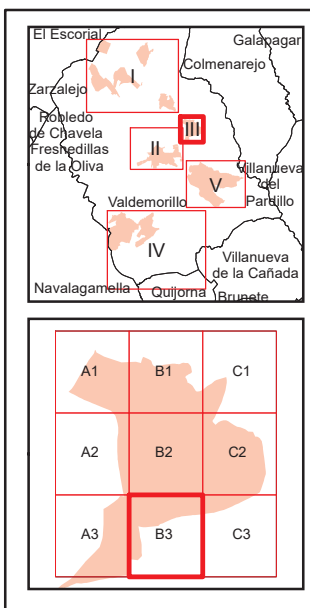 El Escorial
Galapagar
Colmenarejo
I
Zarzalejo
Robledo
de Chavela
III
Fresnedillas
de la Oliva
II
Villanueva
del
Pardillo
V
Valdemorillo
IV
Villanueva
de la Cañada
Navalagamella
Quijorna
Brunete
A1
B1
C1
A2
B2
C2
A3
B3
C3